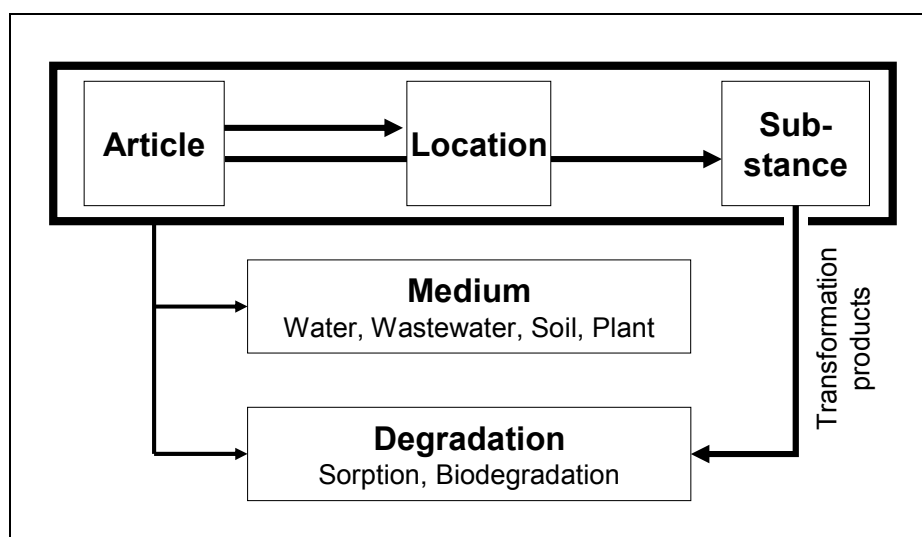 Article
Location
Sub-
stance
Medium
Water, Wastewater, Soil, Plant
Degradation
Sorption, Biodegradation
Transformation
products